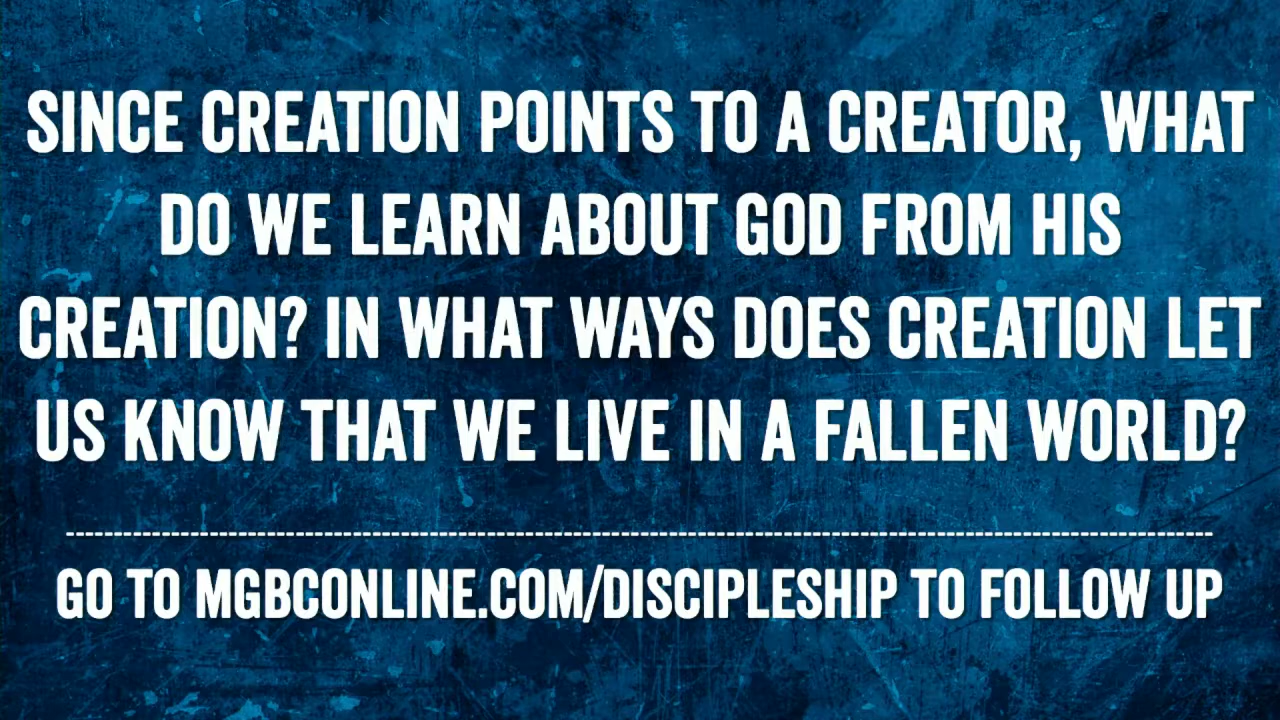 SINCE CREATION POINTS TO A CREATOR, WHAT
DO WE LEARN ABOUT GOD FROM HIS
CREATION? IN WHAT WAYS DOES CREATION LET
US KNOW THAT WE LIVE IN A FALLEN WORLD?
GO TO MGBCONLINE.COM/DISCIPLESHIP TO FOLLOW UP